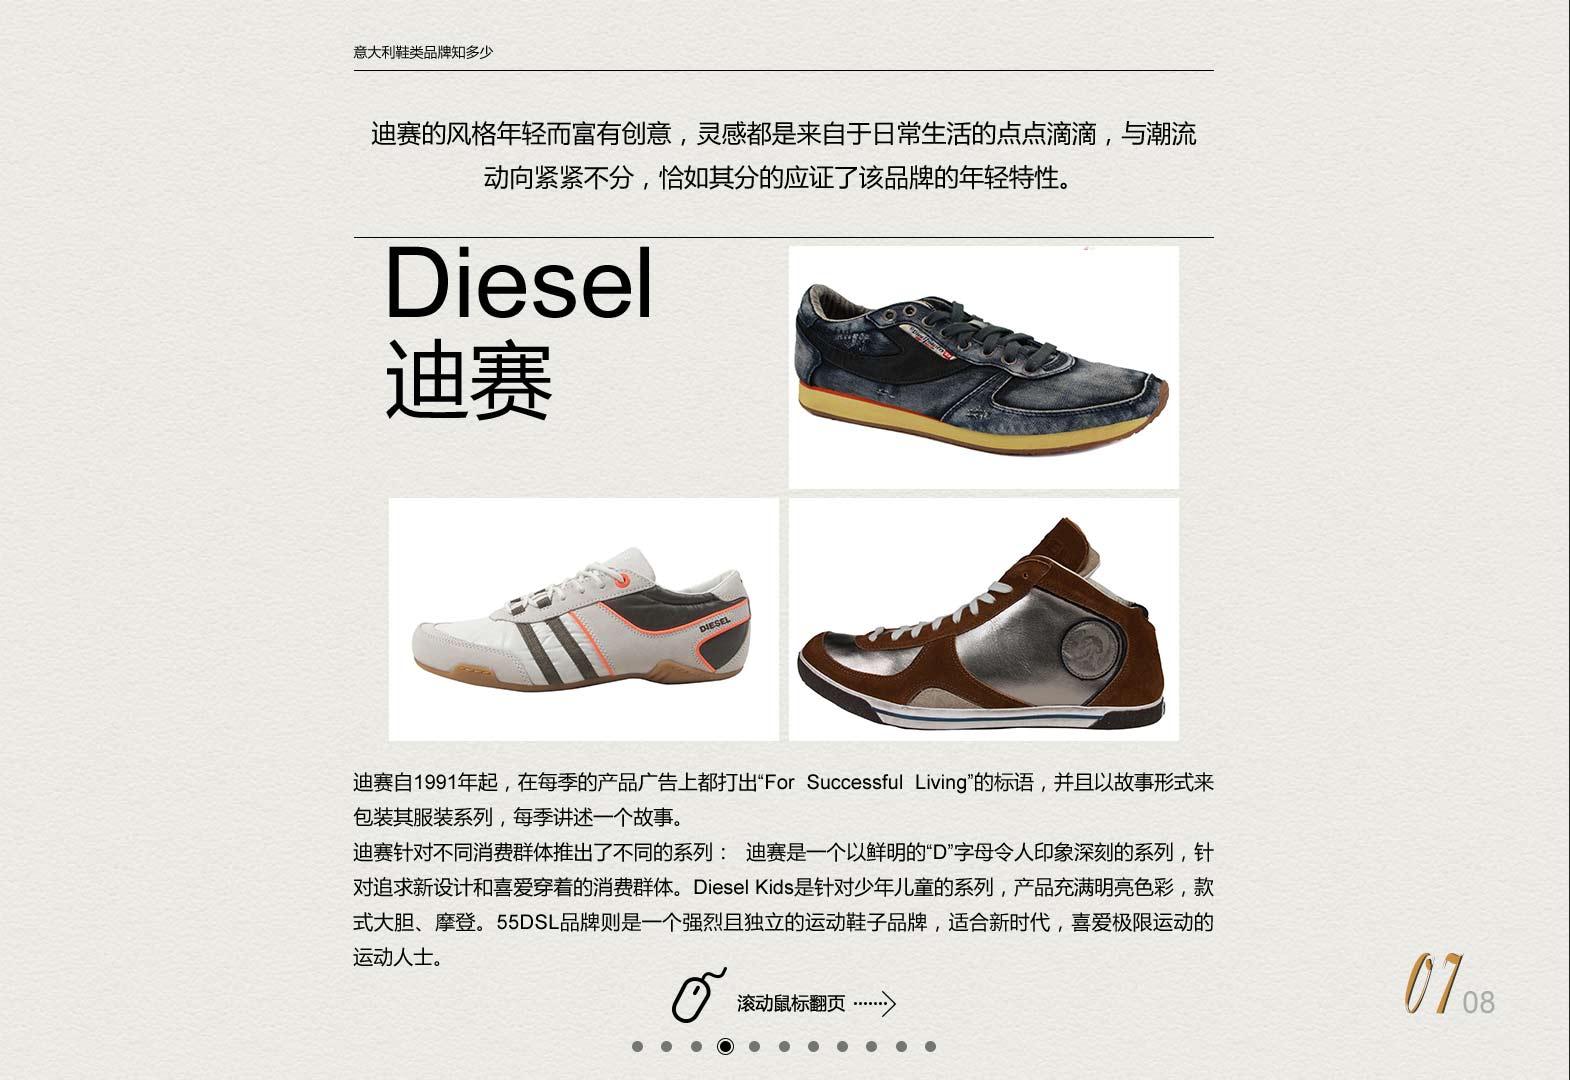 意大利鞋类品牌知多少
迪赛的风格年轻而富有创意，灵感都是来自于日常生活的点点滴滴，与潮流
动向紧紧不分，恰如其分的应证了该品牌的年轻特性。
Diesel
迪赛
DIESEL
迪赛自1991年起，在每季的产品广告上都打出“For Successful Living”的标语，并且以故事形式来
包装其服装系列，每季讲述一个故事。
迪赛针对不同消费群体推出了不同的系列： 迪赛是一个以鲜明的“D”字母令人印象深刻的系列，针
对追求新设计和喜爱穿着的消费群体。Diesel Kids是针对少年儿童的系列，产品充满明亮色彩，款
式大胆、摩登。55DSL品牌则是一个强烈且独立的运动鞋子品牌，适合新时代，喜爱极限运动的
运动人士。
滚动鼠标翻页
07 08